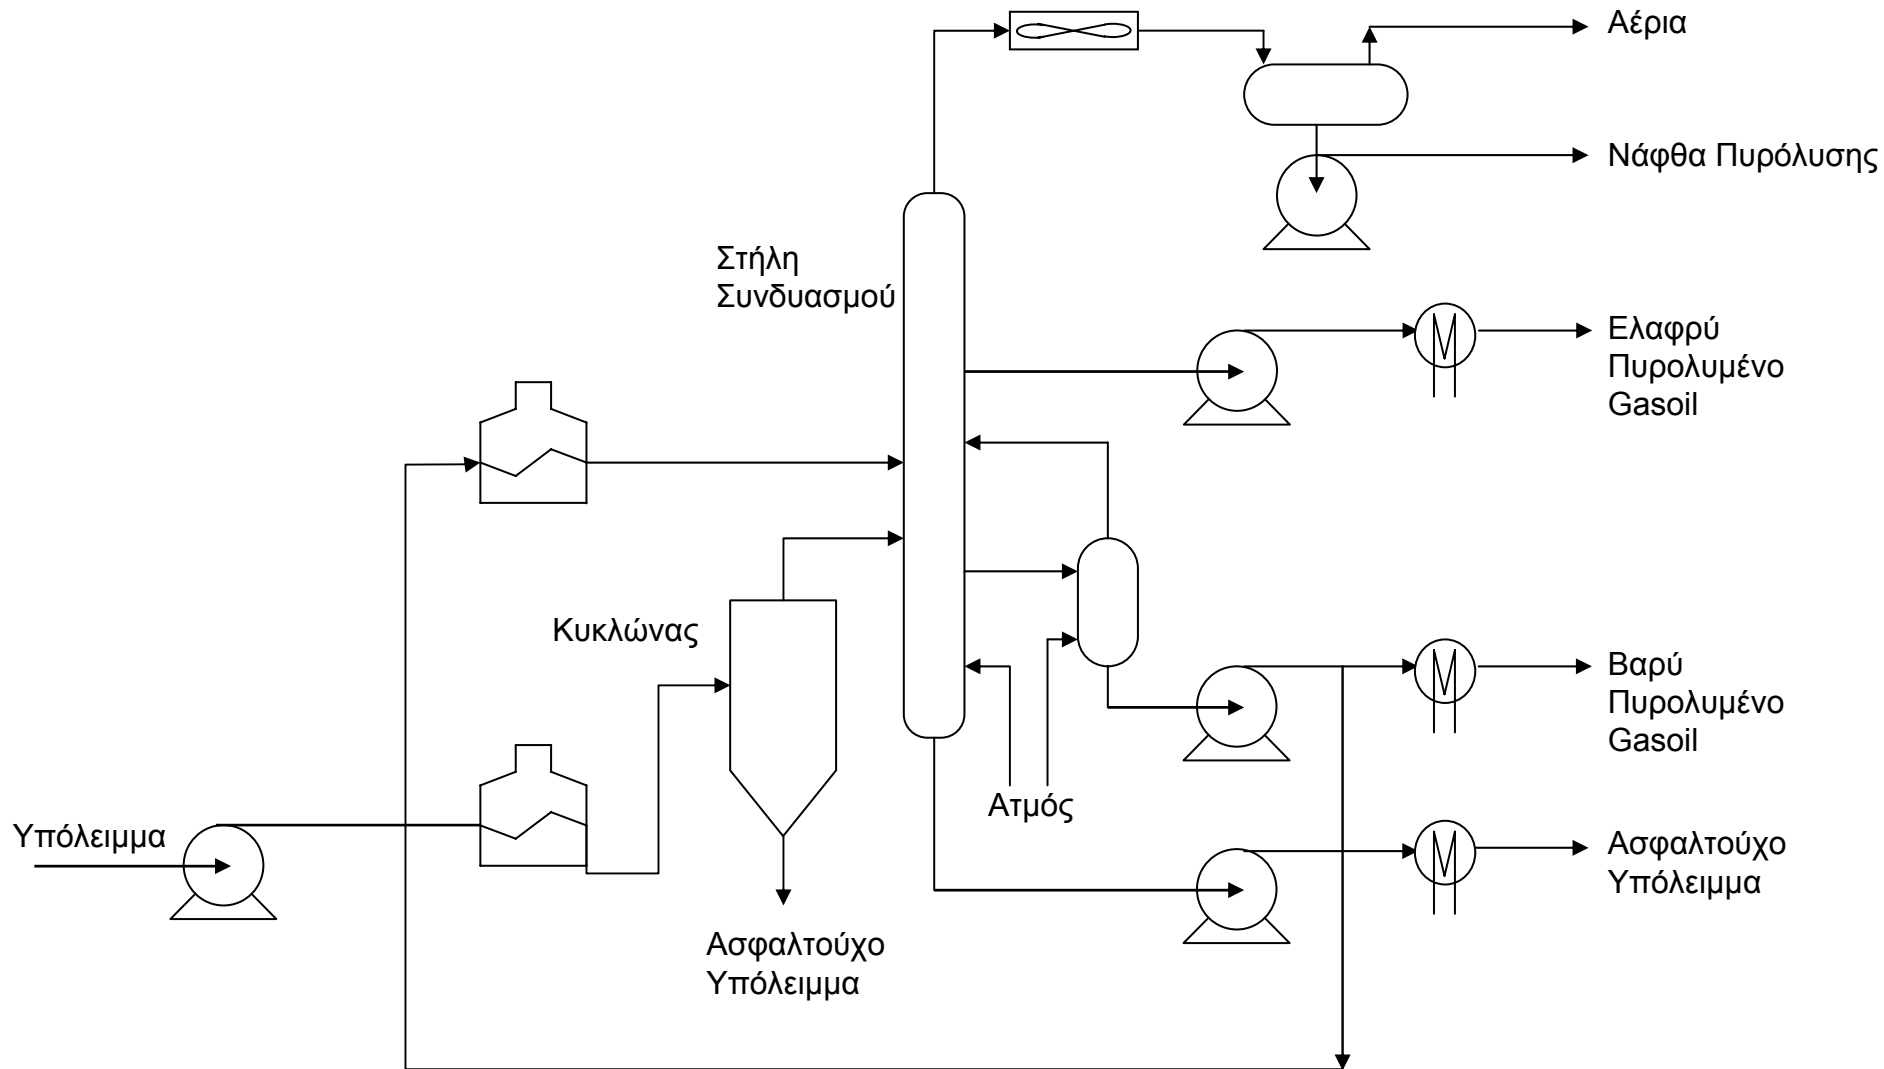 Αέρια
Νάφθα Πυρόλυσης
Στήλη
Συνδυασμού
Ελαφρύ
Πυρολυμένο
Gasoil
Κυκλώνας
Βαρύ
Πυρολυμένο
Gasoil
Ατμός
Υπόλειμμα
Ασφαλτούχο
Υπόλειμμα
Ασφαλτούχο
Υπόλειμμα